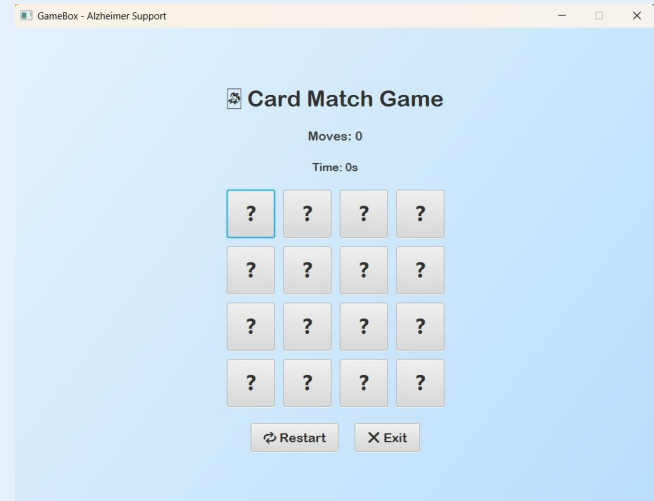 GameBox - Alzheimer Support
🃏 Card Match Game
Moves: 0
Time: 0s
? ? ? ?
? ? ? ?
? ? ? ?
? ? ? ?
Restart Exit